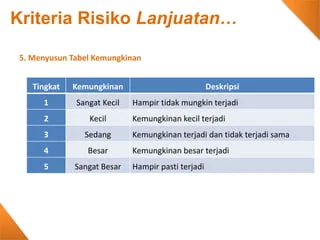 Kriteria Risiko Lanjuatan…
5. Menyusun Tabel Kemungkinan
Tingkat Kemungkinan Deskripsi
1 Sangat Kecil Hampir tidak mungkin terjadi
2 Kecil Kemungkinan kecil terjadi
3 Sedang Kemungkinan terjadi dan tidak terjadi sama
4 Besar Kemungkinan besar terjadi
5 Sangat Besar Hampir pasti terjadi